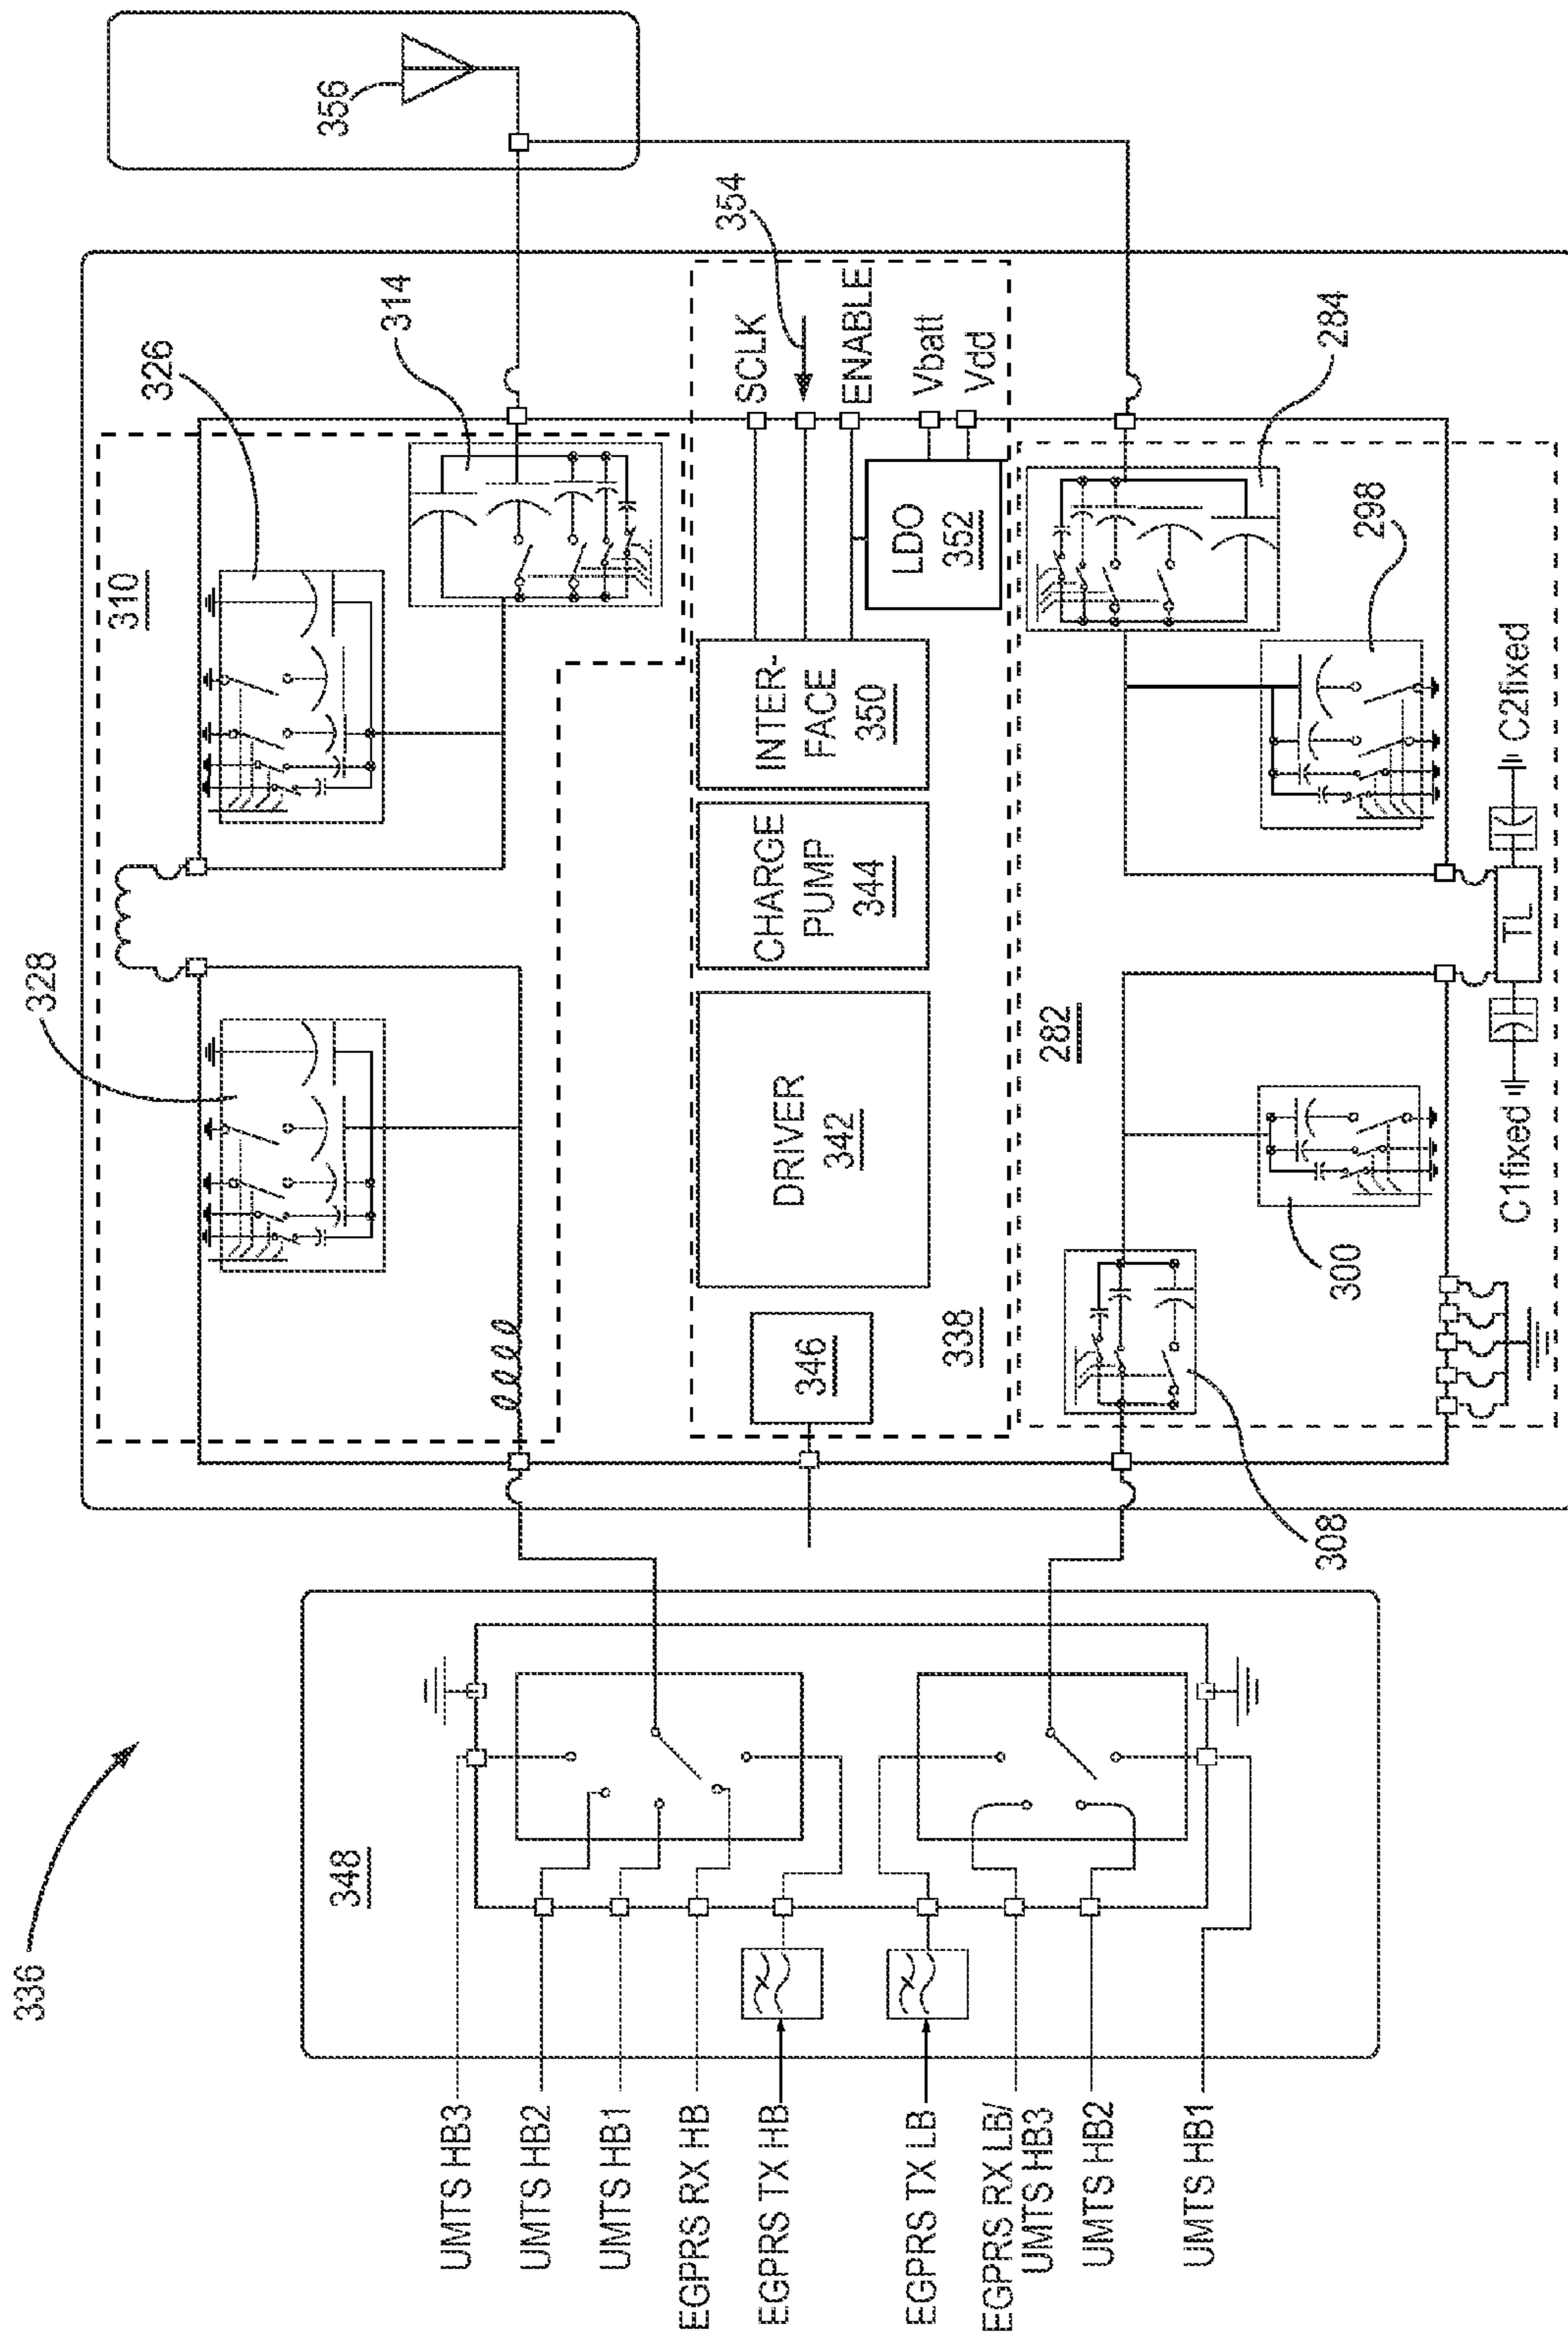 336
348
UMTS HB3
UMTS HB2
UMTS HB1
EGPRS RX HB
EGPRS TX HB
EGPRS TX LB
EGPRS RX LB/
UMTS HB3
UMTS HB2
UMTS HB1
328
310
326
314
356
346
DRIVER
342
CHARGE
PUMP
344
INTER-
FACE
350
LDO
352
SCLK
354
ENABLE
Vbatt
Vdd
338
282
308
300
298
284
C1fixed
TL
C2fixed